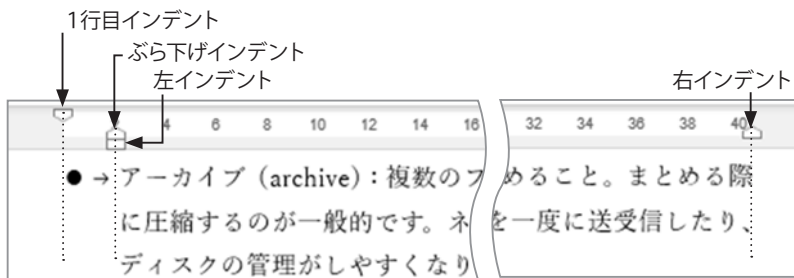 1行目インデント
ぶら下げインデント
左インデント
右インデント
4 6 8 10 12 14 16 32 34 36 38 40
●→アーカイブ（archive）：複数のフ めること。まとめる際
に圧縮するのが一般的です。ネ を一度に送受信したり、
ディスクの管理がしやすくなり